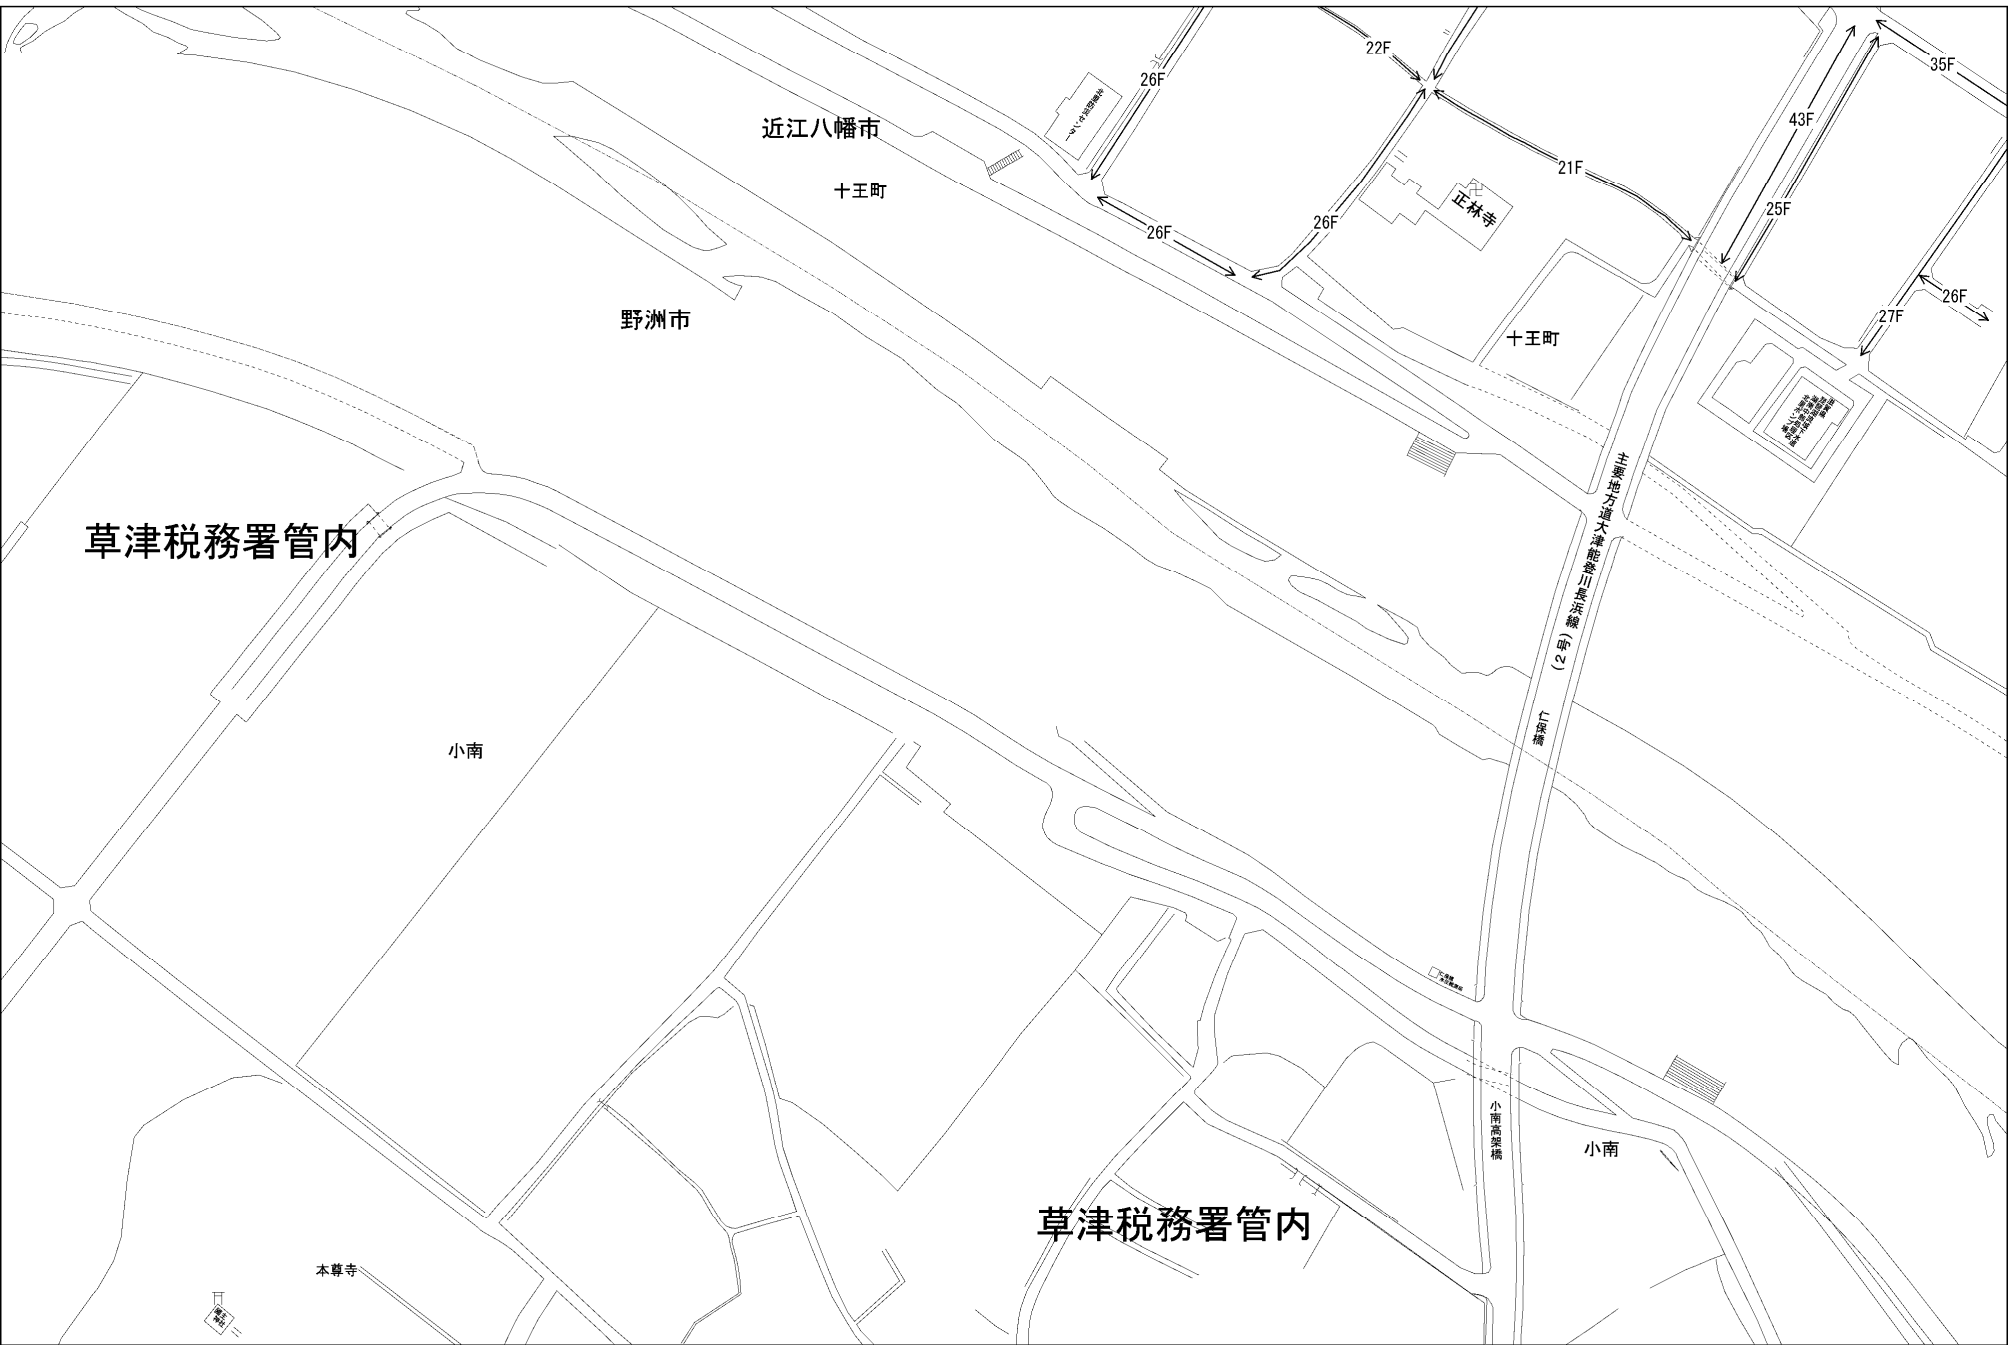 22F
35F
26F
43F
近江八幡市
21F
十王町
25F
正林寺
26F
26F
26F
27F
野洲市
十王町
主要地方道大津能登川長浜線
(2号)
草津税務署管内
仁保橋
小南
小南高架橋
小南
草津税務署管内
本尊寺